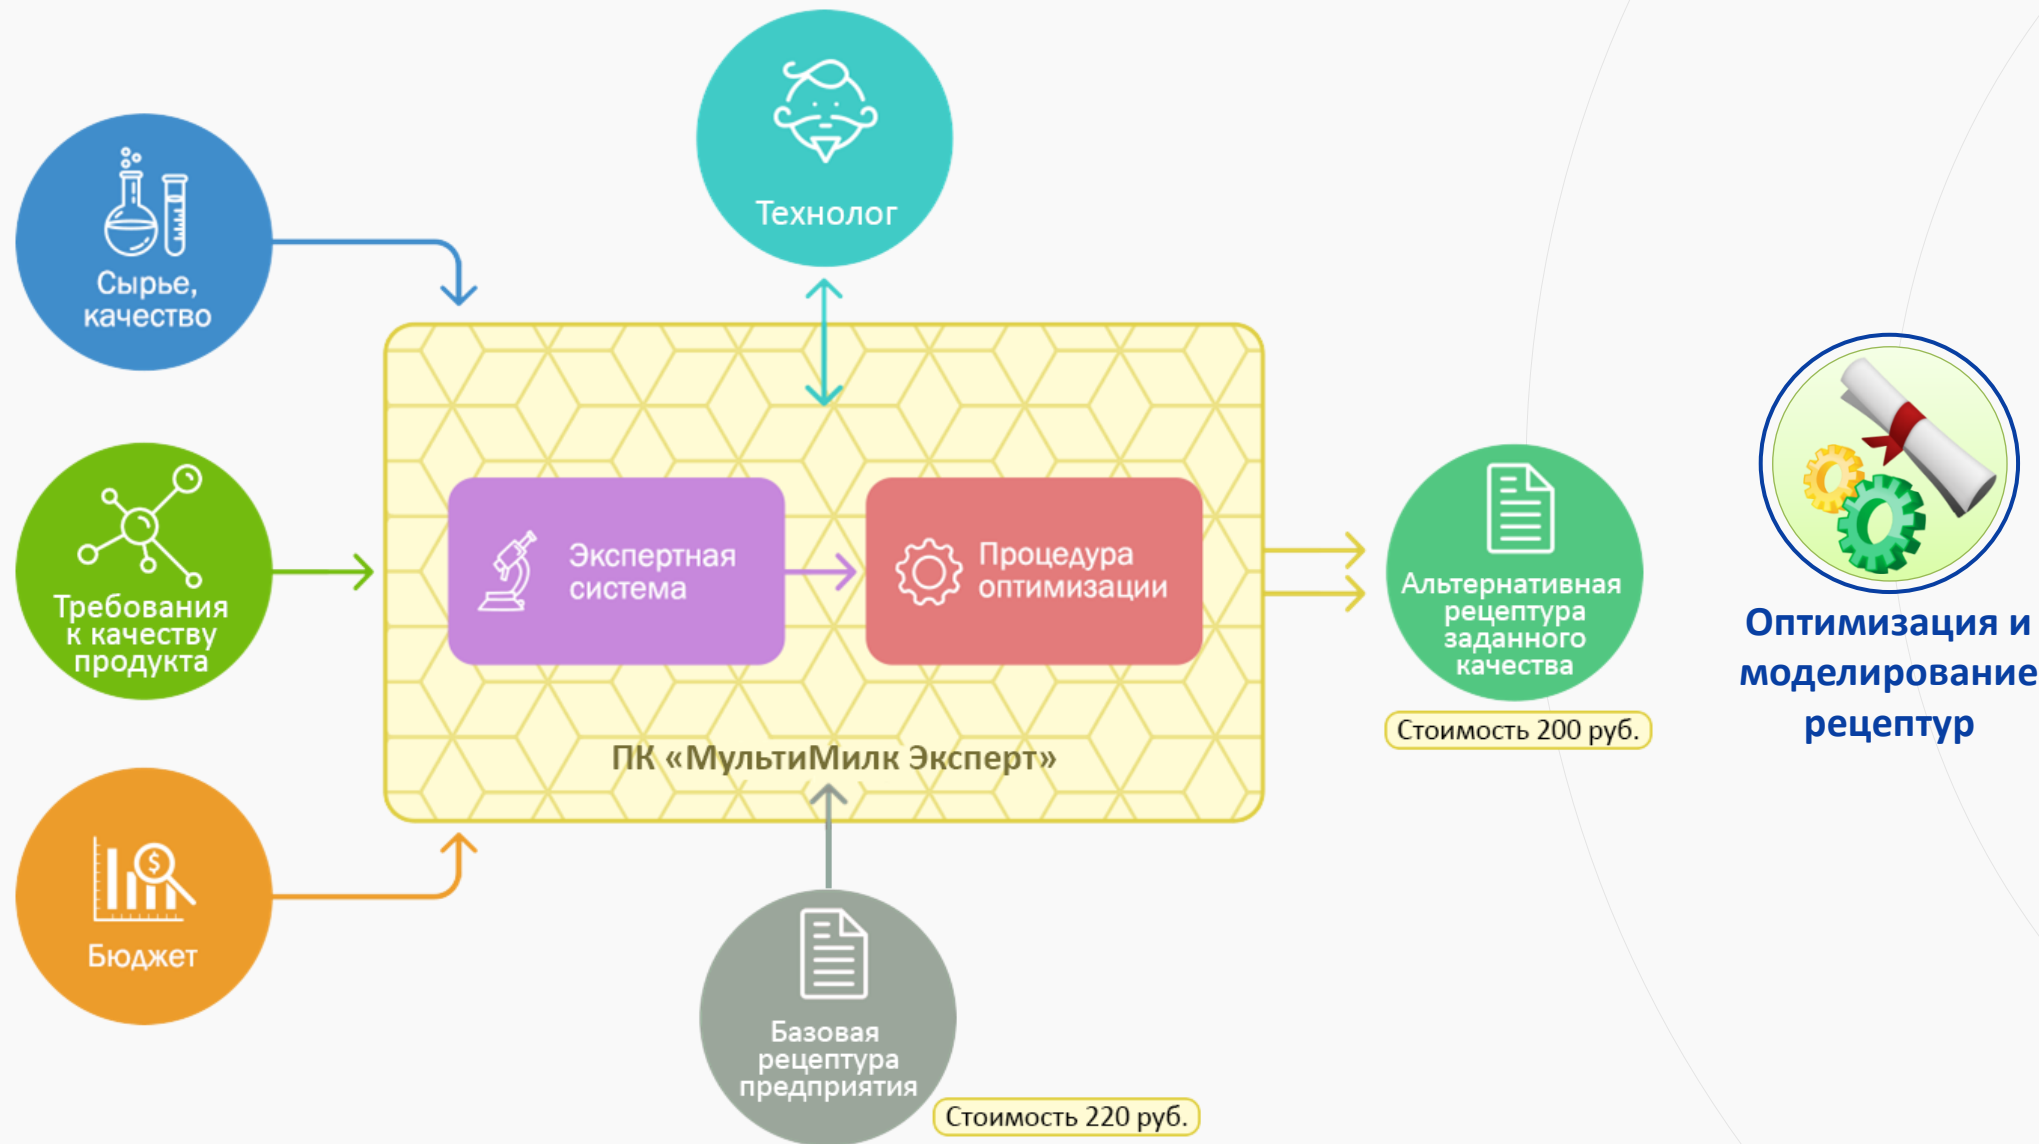 Технолог
Сырье,
качество
Требования
к качеству
продукта
Бюджет
Экспертная
система
Процедура
оптимизации
ПК «МультиМилк Эксперт»
Базовая
рецептура
предприятия
Стоимость 220 руб.
Альтернативная
рецептура
заданного
качества
Стоимость 200 руб.
Оптимизация и
моделирование
рецептур